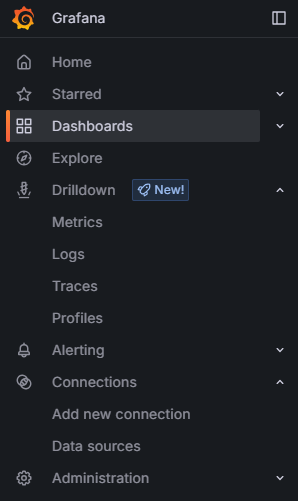 Grafana
Home
Starred
Dashboards
Explore
Drilldown New!
Metrics
Logs
Traces
Profiles
Alerting
Connections
Add new connection
Data sources
Administration